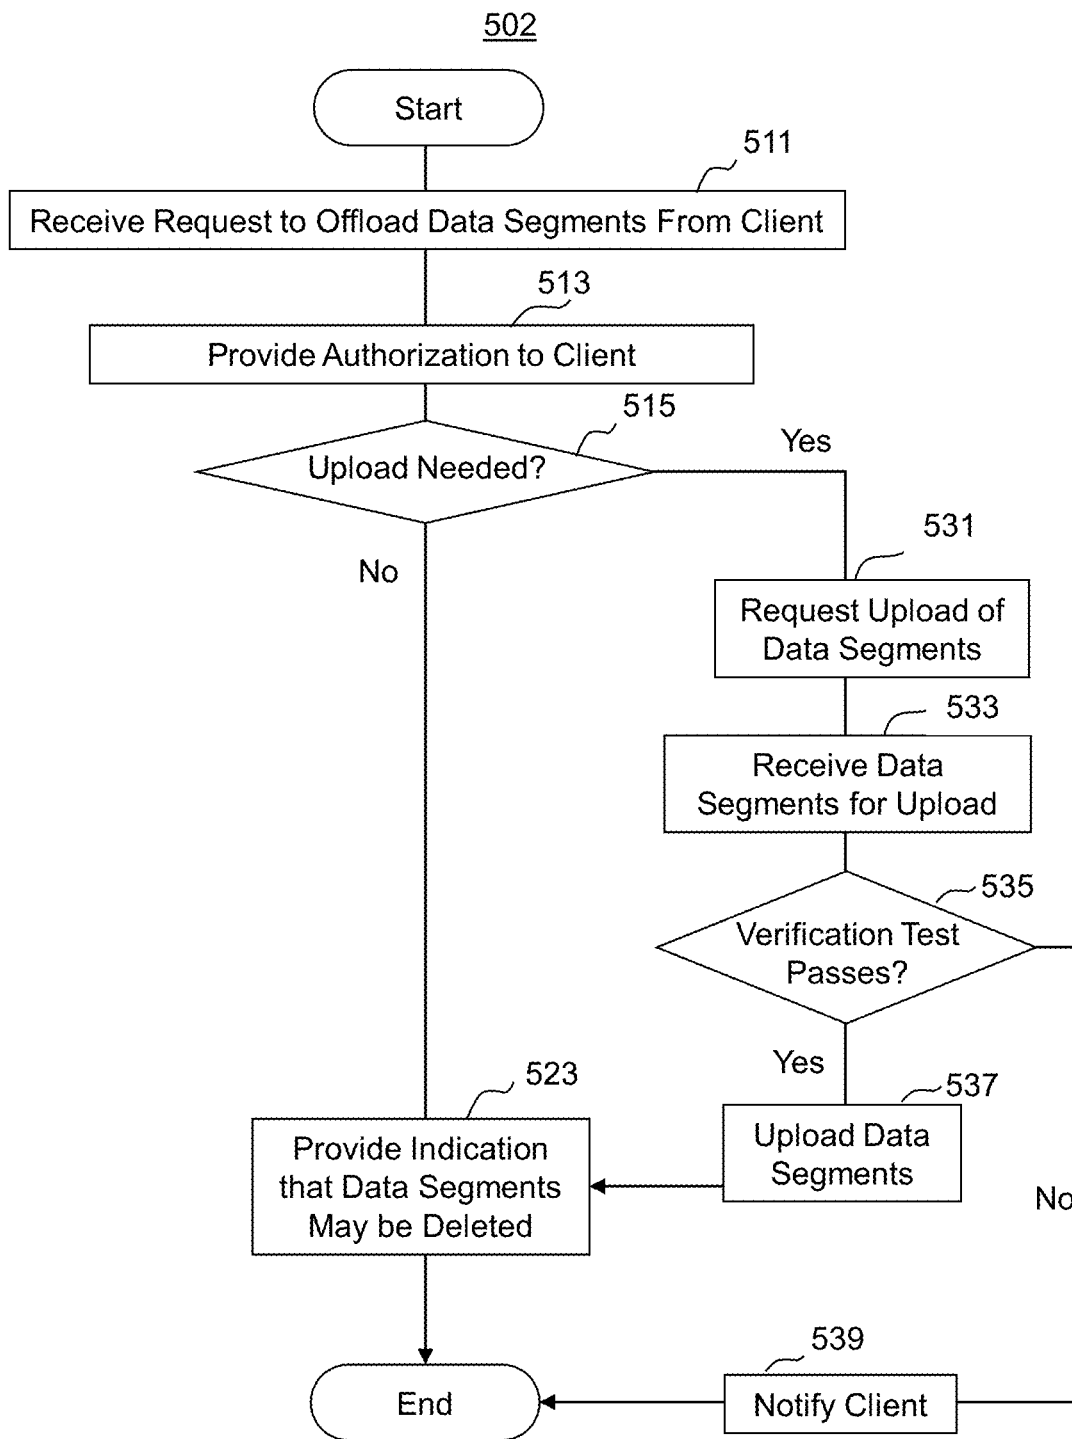 502
Start
511
Receive Request to Offload Data Segments From Client
513
Provide Authorization to Client
515
Upload Needed?
Yes
No
531
Request Upload of
Data Segments
533
Receive Data
Segments for Upload
535
Verification Test
Passes?
Yes
523
537
Provide Indication
that Data Segments
May be Deleted
Upload Data
Segments
No
539
End
Notify Client